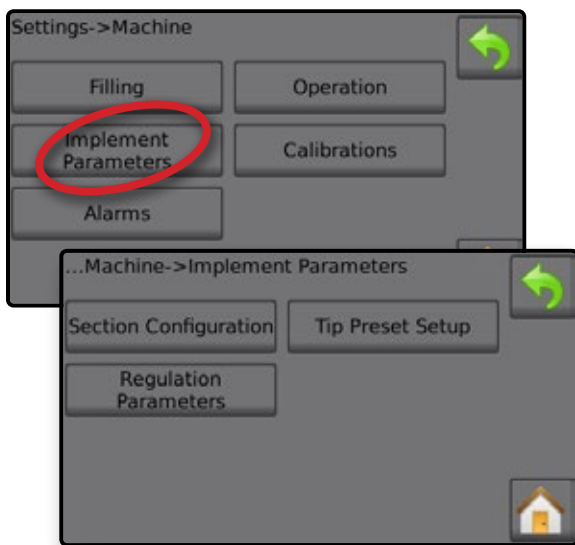 Settings->Machine
Filling
Operation
Implement
Parameters
Calibrations
Alarms
...Machine->Implement Parameters
Section Configuration
Tip Preset Setup
Regulation
Parameters